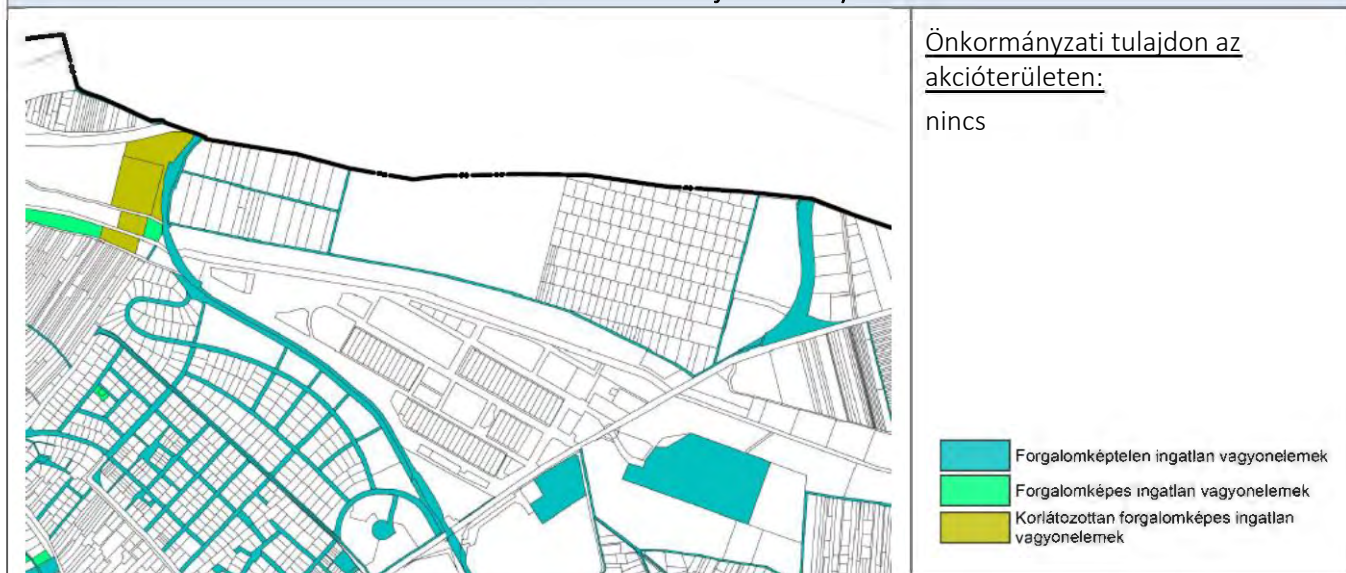 Önkormányzati tulajdon az
akcióterületen:
nincs
Forgalomképtelen ingatlan vagyonelemek
Forgalomképes ingatlan vagyonelemek
Korlátozottan forgalomképes ingatlan
vagyonelemek